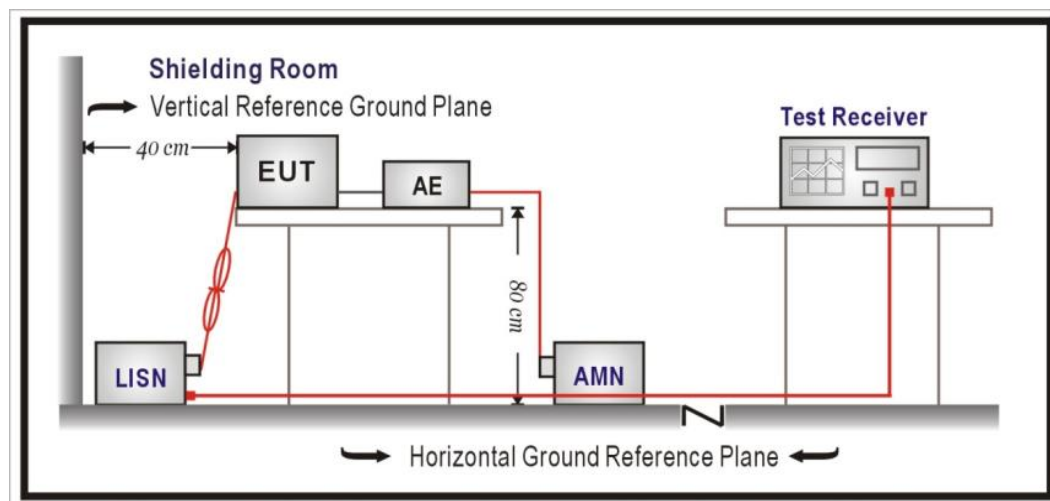 Shielding Room
Vertical Reference Ground Plane
Test Receiver
40 cm
EUT
AE
80 cm
LISN
AMN
Horizontal Ground Reference Plane